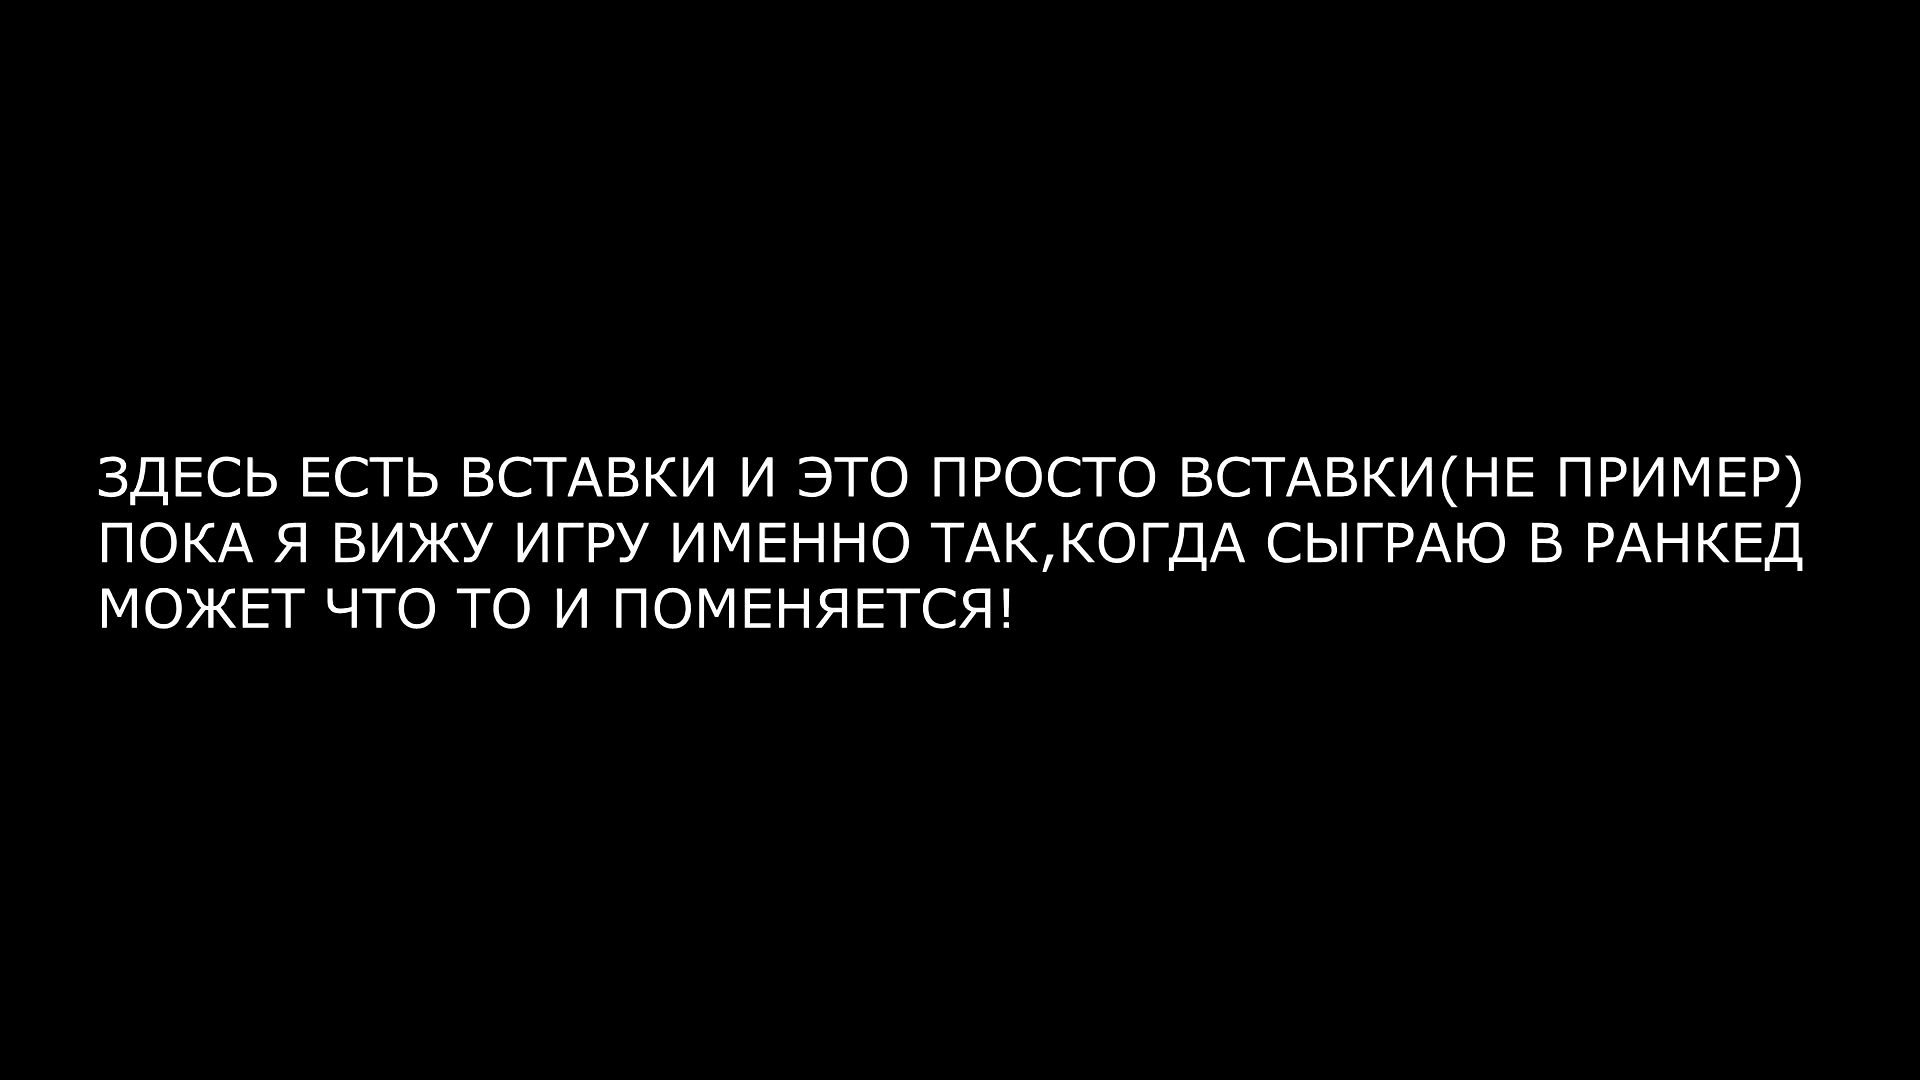 ЗДЕСЬ ЕСТЬ ВСТАВКИ И ЭТО ПРОСТО ВСТАВКИ(НЕ ПРИМЕР)
ПОКА Я ВИЖУ ИГРУ ИМЕННО ТАК,КОГДА СЫГРАЮ В РАНКЕД
МОЖЕТ ЧТО ТО И ПОМЕНЯЕТСЯ!